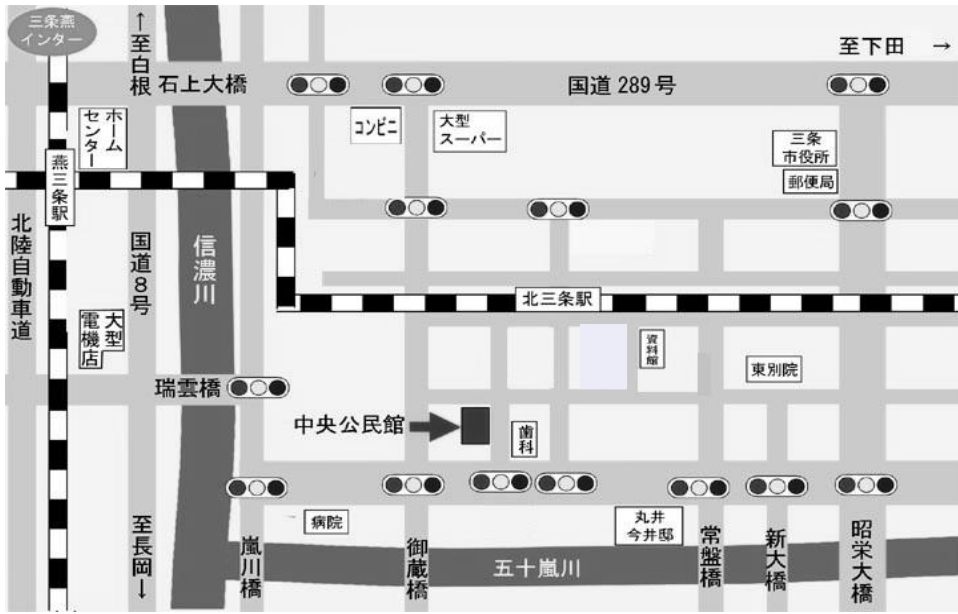 三条燕
インター
↑至白根
石上大橋
国道289号
至下田 →
ホーム
センター
コンビニ
大型
スーパー
三条
市役所
郵便局
燕三条駅
北陸自動車道
国道8号
信濃川
北三条駅
大型
電機店
資料館
東別院
瑞雲橋
中央公民館
歯科
病院
丸井
今井邸
至長岡↓
嵐川橋
御蔵橋
五十嵐川
常盤橋
新大橋
昭栄大橋